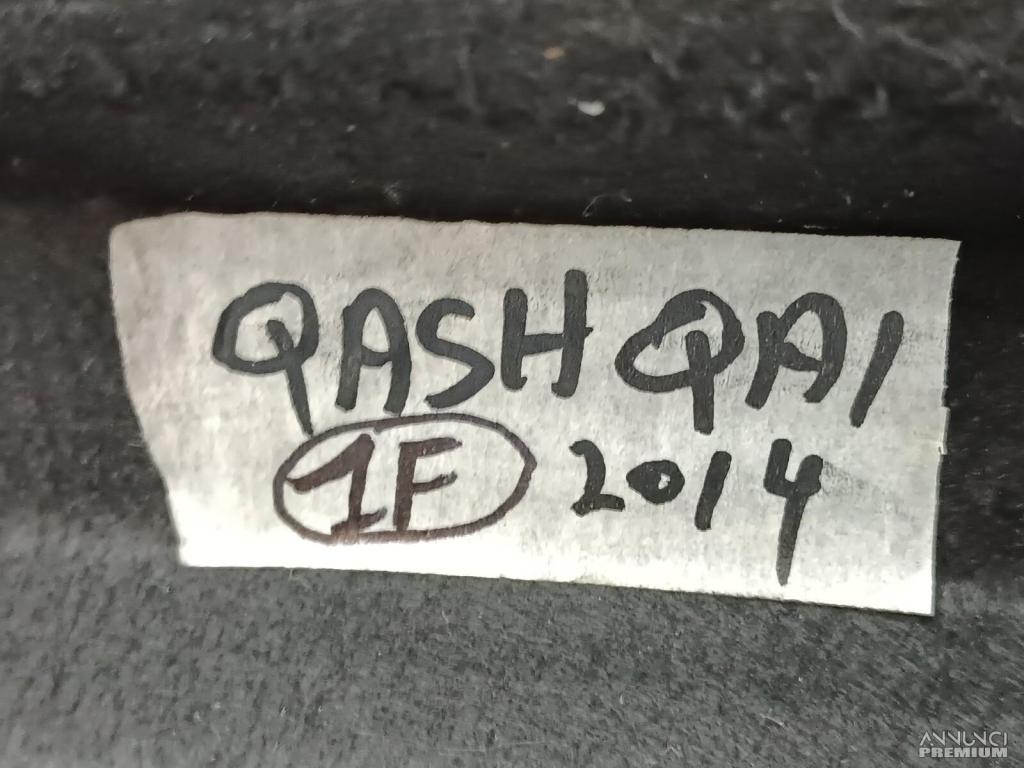 QASHQAI
1F 2014
ANNUNCI
PREMIUM